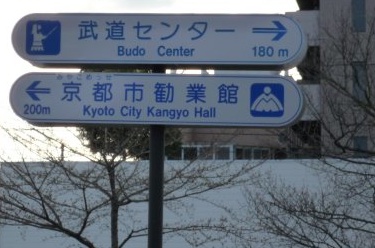 武道センター
Budo Center
180 m
みやこめっせ
京都市勧業館
200m
Kyoto City Kangyo Hall